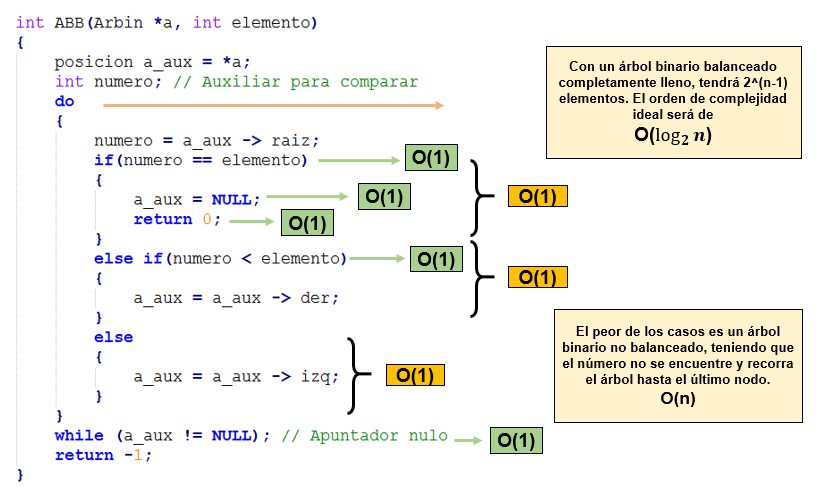 int ABB(Arbin *a, int elemento)
{
posicion a_aux = *a;
int numero; // Auxiliar para comparar
do
{
numero = a_aux -> raiz;
if(numero == elemento)
O(1)
{
a_aux = NULL;
O(1)
return 0;
O(1)
}
O(1)
else if(numero < elemento)
O(1)
{
a_aux = a_aux -> der;
}
O(1)
else
{
a_aux = a_aux -> izq;
}
O(1)
}
while (a_aux != NULL); // Apuntador nulo
O(1)
return -1;
}
Con un árbol binario balanceado
completamente lleno, tendrá 2^(n-1)
elementos. El orden de complejidad
ideal será de
O(log₂ n)
El peor de los casos es un árbol
binario no balanceado, teniendo que
el número no se encuentre y recorra
el árbol hasta el último nodo.
O(n)